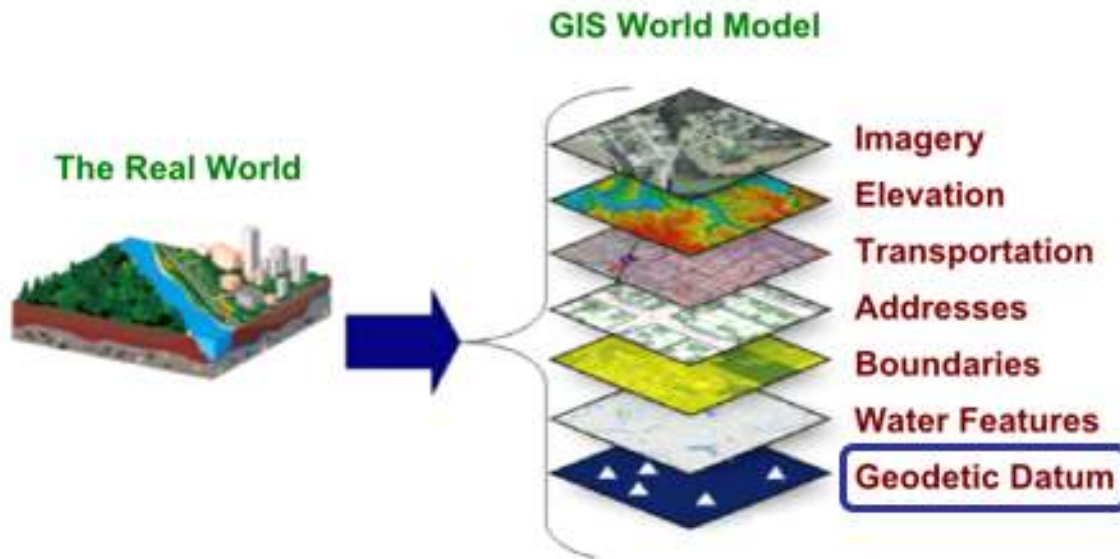 GIS World Model
The Real World
Imagery
Elevation
Transportation
Addresses
Boundaries
Water Features
Geodetic Datum